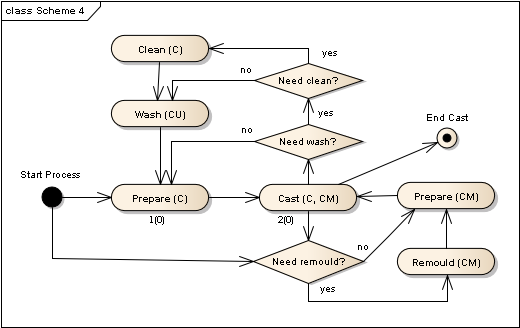 class Scheme 4
Clean (C)
yes
no
Need clean?
Wash (CU)
yes
End Cast
no
Need wash?
Start Process
Prepare (C)
Cast (C, CM)
Prepare (CM)
1(0)
2(0)
no
Need remould?
Remould (CM)
yes